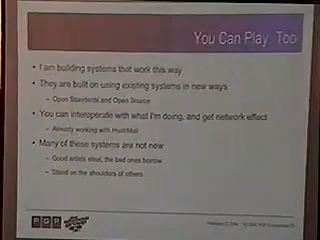 You Can Play, Too
• I am building systems that work this way
• They are built on using existing systems in new ways
– Open Standards and Open Source
• You can interoperate with what I'm doing, and get network effect
– Already working with HushMail
• Many of these systems are not new
– Good artists steal, the bad ones borrow
– Stand on the shoulders of others
PGP